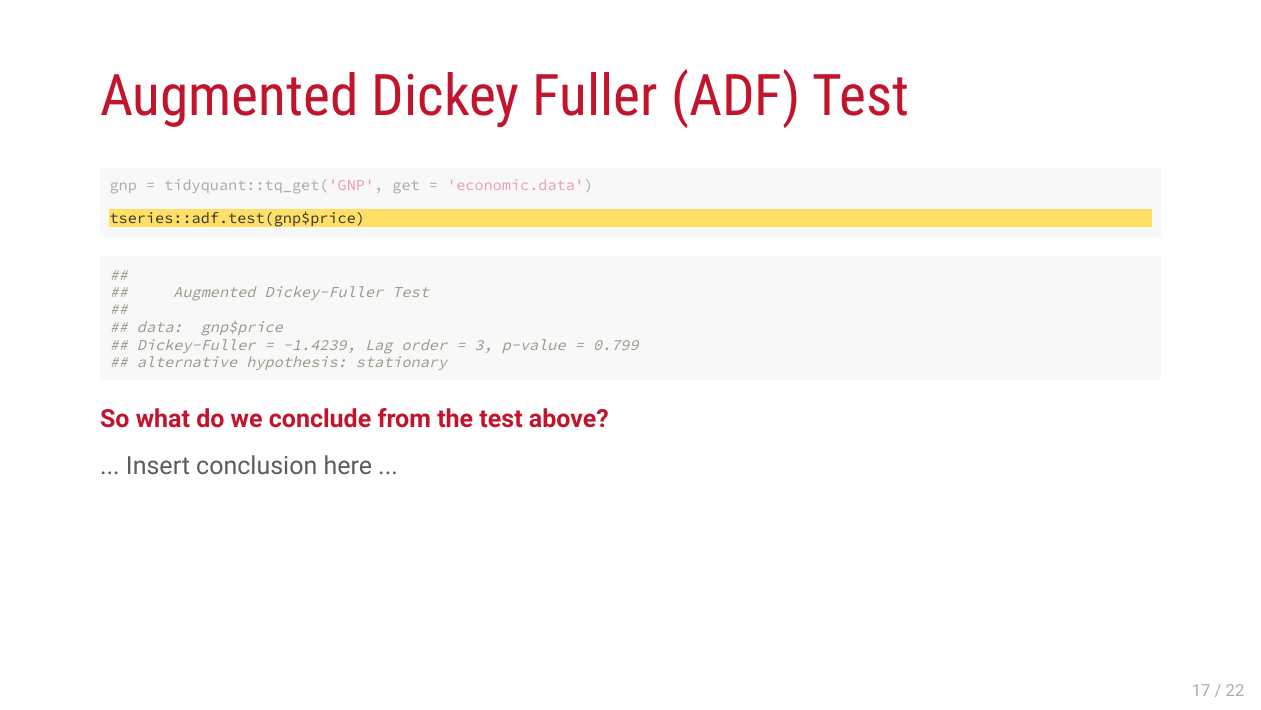 Augmented Dickey Fuller (ADF) Test
gnp = tidyquant::tq_get('GNP', get = 'economic.data')
tseries::adf.test(gnp$price)
##
##     Augmented Dickey-Fuller Test
##
## data:  gnp$price
## Dickey-Fuller = -1.4239, Lag order = 3, p-value = 0.799
## alternative hypothesis: stationary
So what do we conclude from the test above?
... Insert conclusion here ...
17 / 22